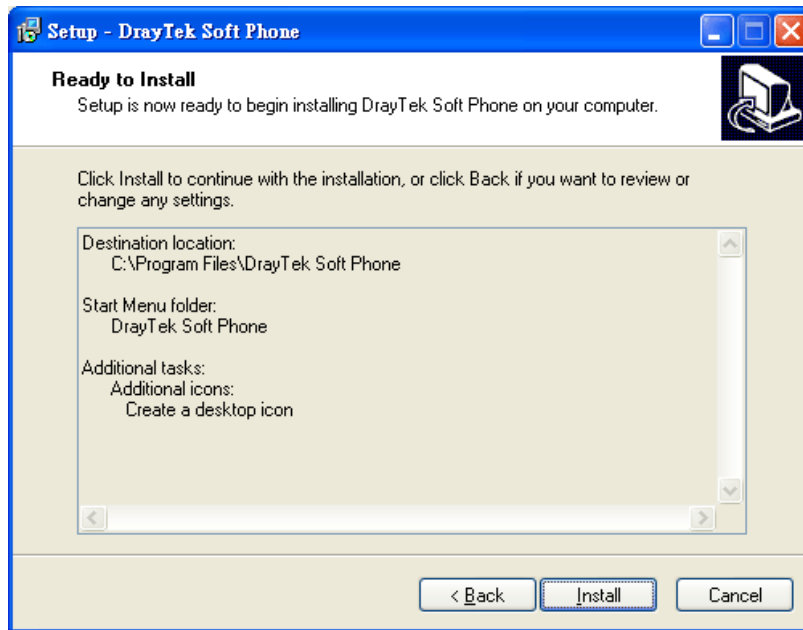 Setup - DrayTek Soft Phone
Ready to Install
Setup is now ready to begin installing DrayTek Soft Phone on your computer.
Click Install to continue with the installation, or click Back if you want to review or
change any settings.
Destination location:
C:\Program Files\DrayTek Soft Phone
Start Menu folder:
DrayTek Soft Phone
Additional tasks:
Additional icons:
Create a desktop icon
< Back
Install
Cancel